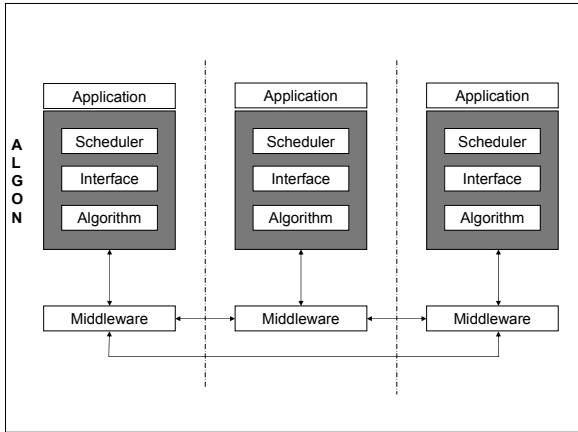 Application Application Application
A
L
G
O
N
Scheduler Scheduler Scheduler
Interface Interface Interface
Algorithm Algorithm Algorithm
Middleware Middleware Middleware